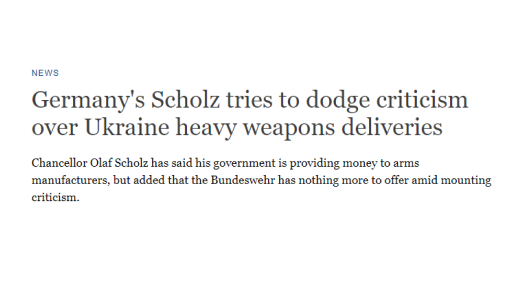 NEWS
Germany's Scholz tries to dodge criticism
over Ukraine heavy weapons deliveries
Chancellor Olaf Scholz has said his government is providing money to arms
manufacturers, but added that the Bundeswehr has nothing more to offer amid mounting
criticism.